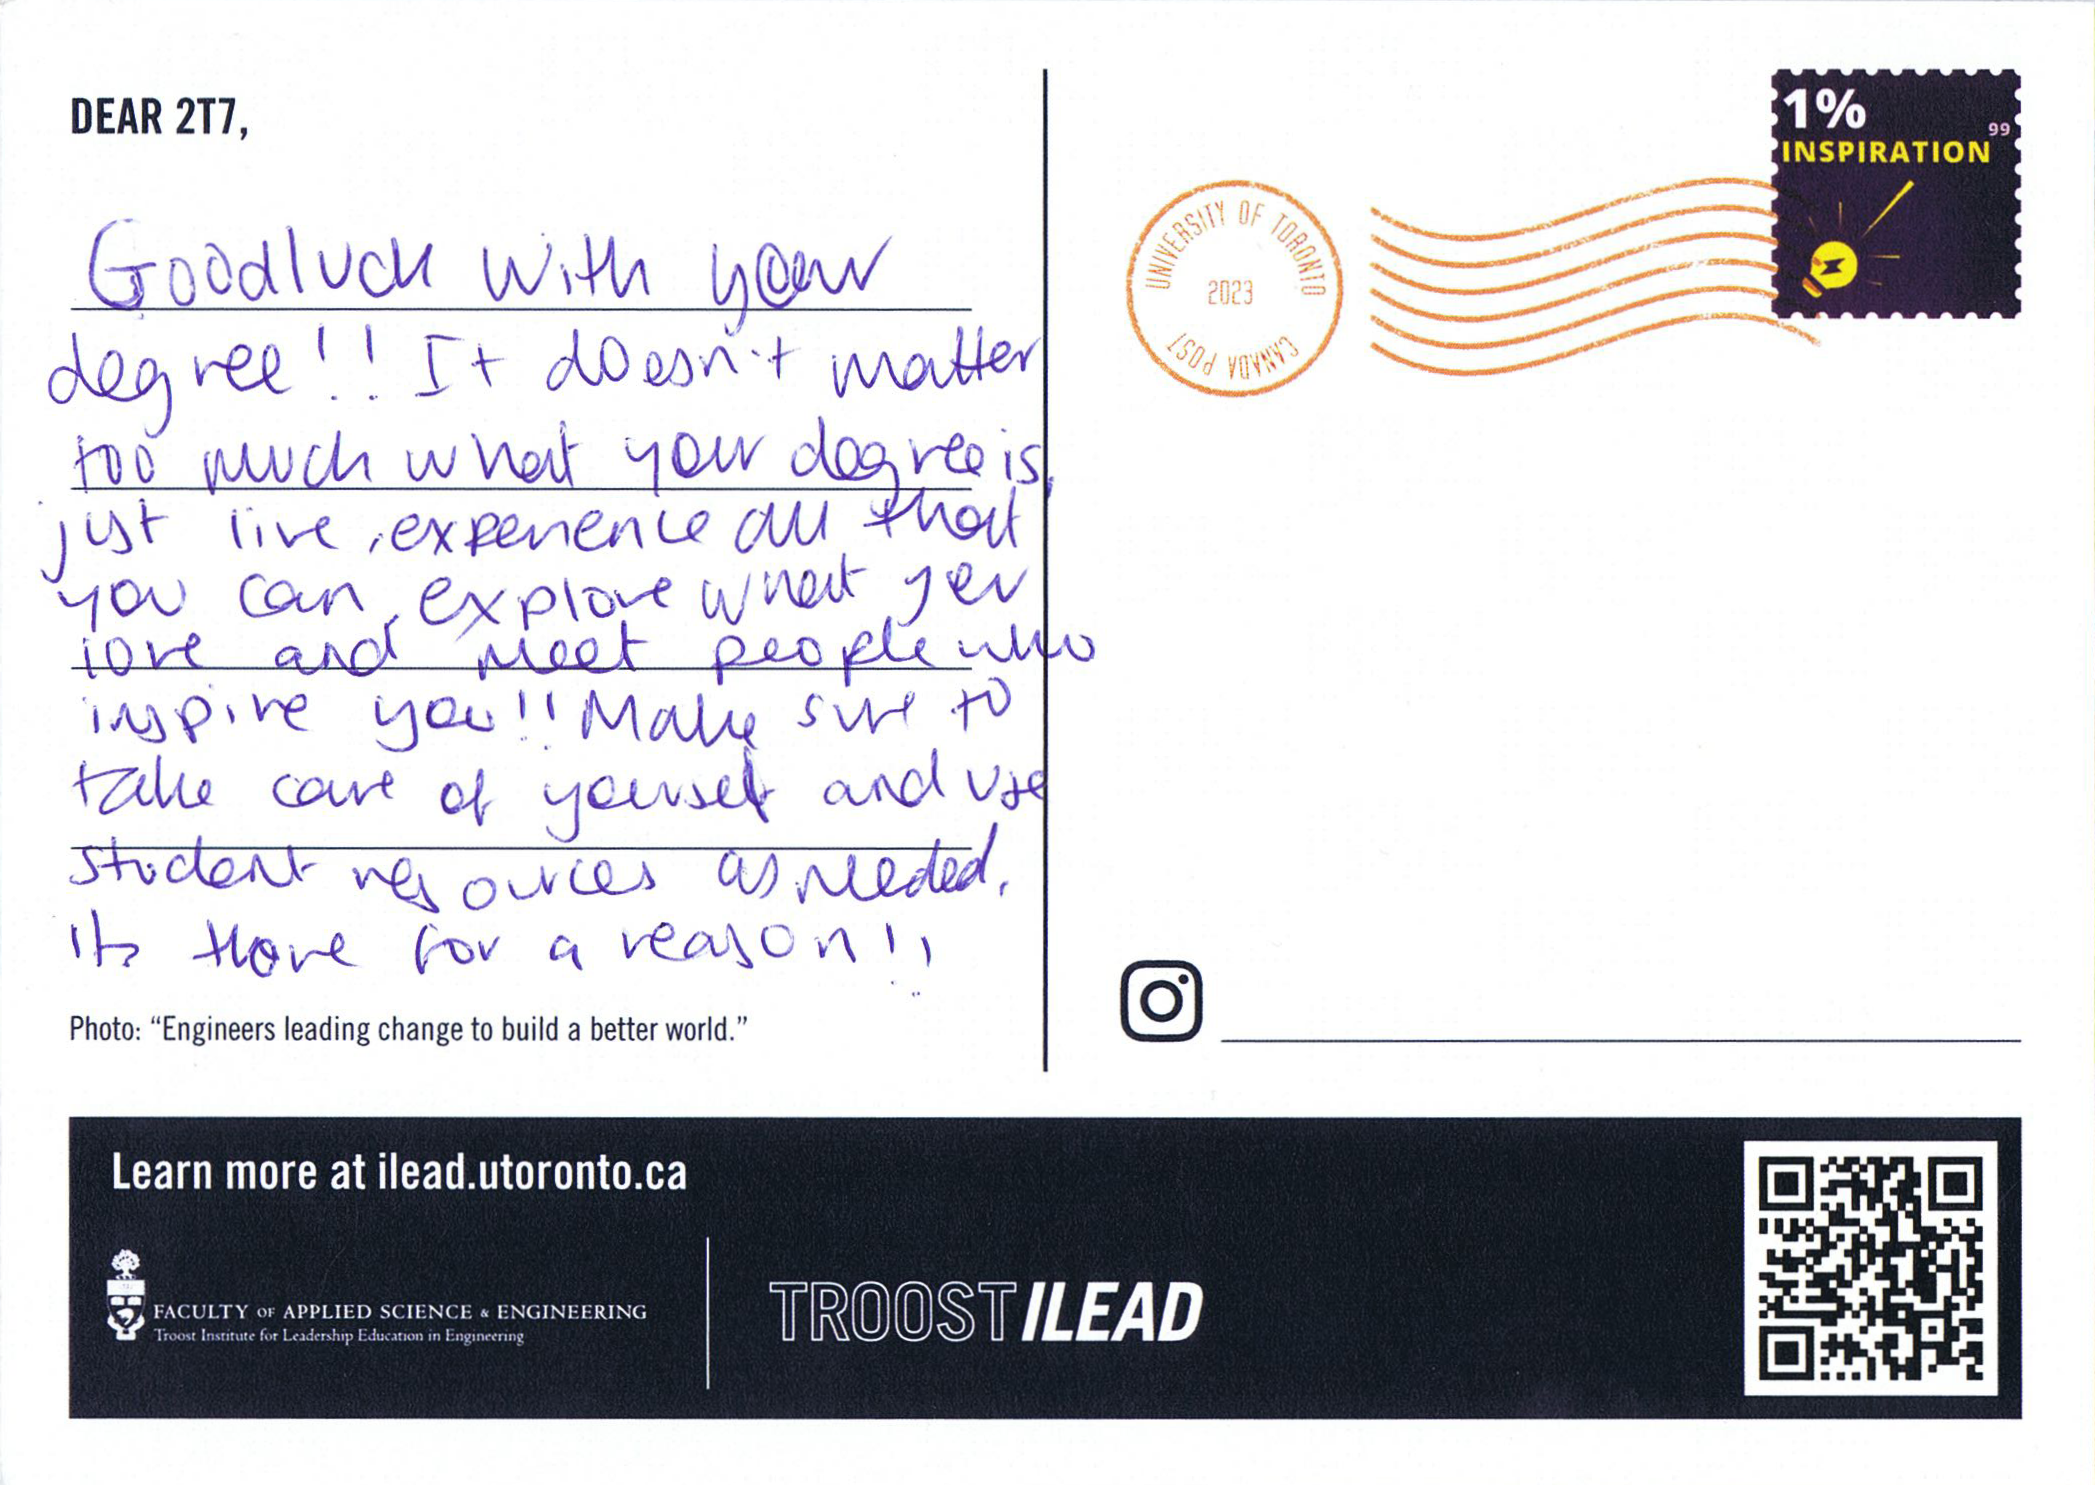 DEAR 2T7,
Goodluck with your
degree!! It doesn't matter
too much what your degree is,
just live, experience all that
you can, explore what you
love and meet people who
inspire you!! Make sure to
take care of yourself and use
student resources as needed,
its there for a reason!!
Photo: “Engineers leading change to build a better world.”
1%
99
INSPIRATION
UNIVERSITY OF TORONTO
2023
CANADA POST
Learn more at ilead.utoronto.ca
FACULTY OF APPLIED SCIENCE & ENGINEERING
Troost Institute for Leadership Education in Engineering
TROOST ILEAD